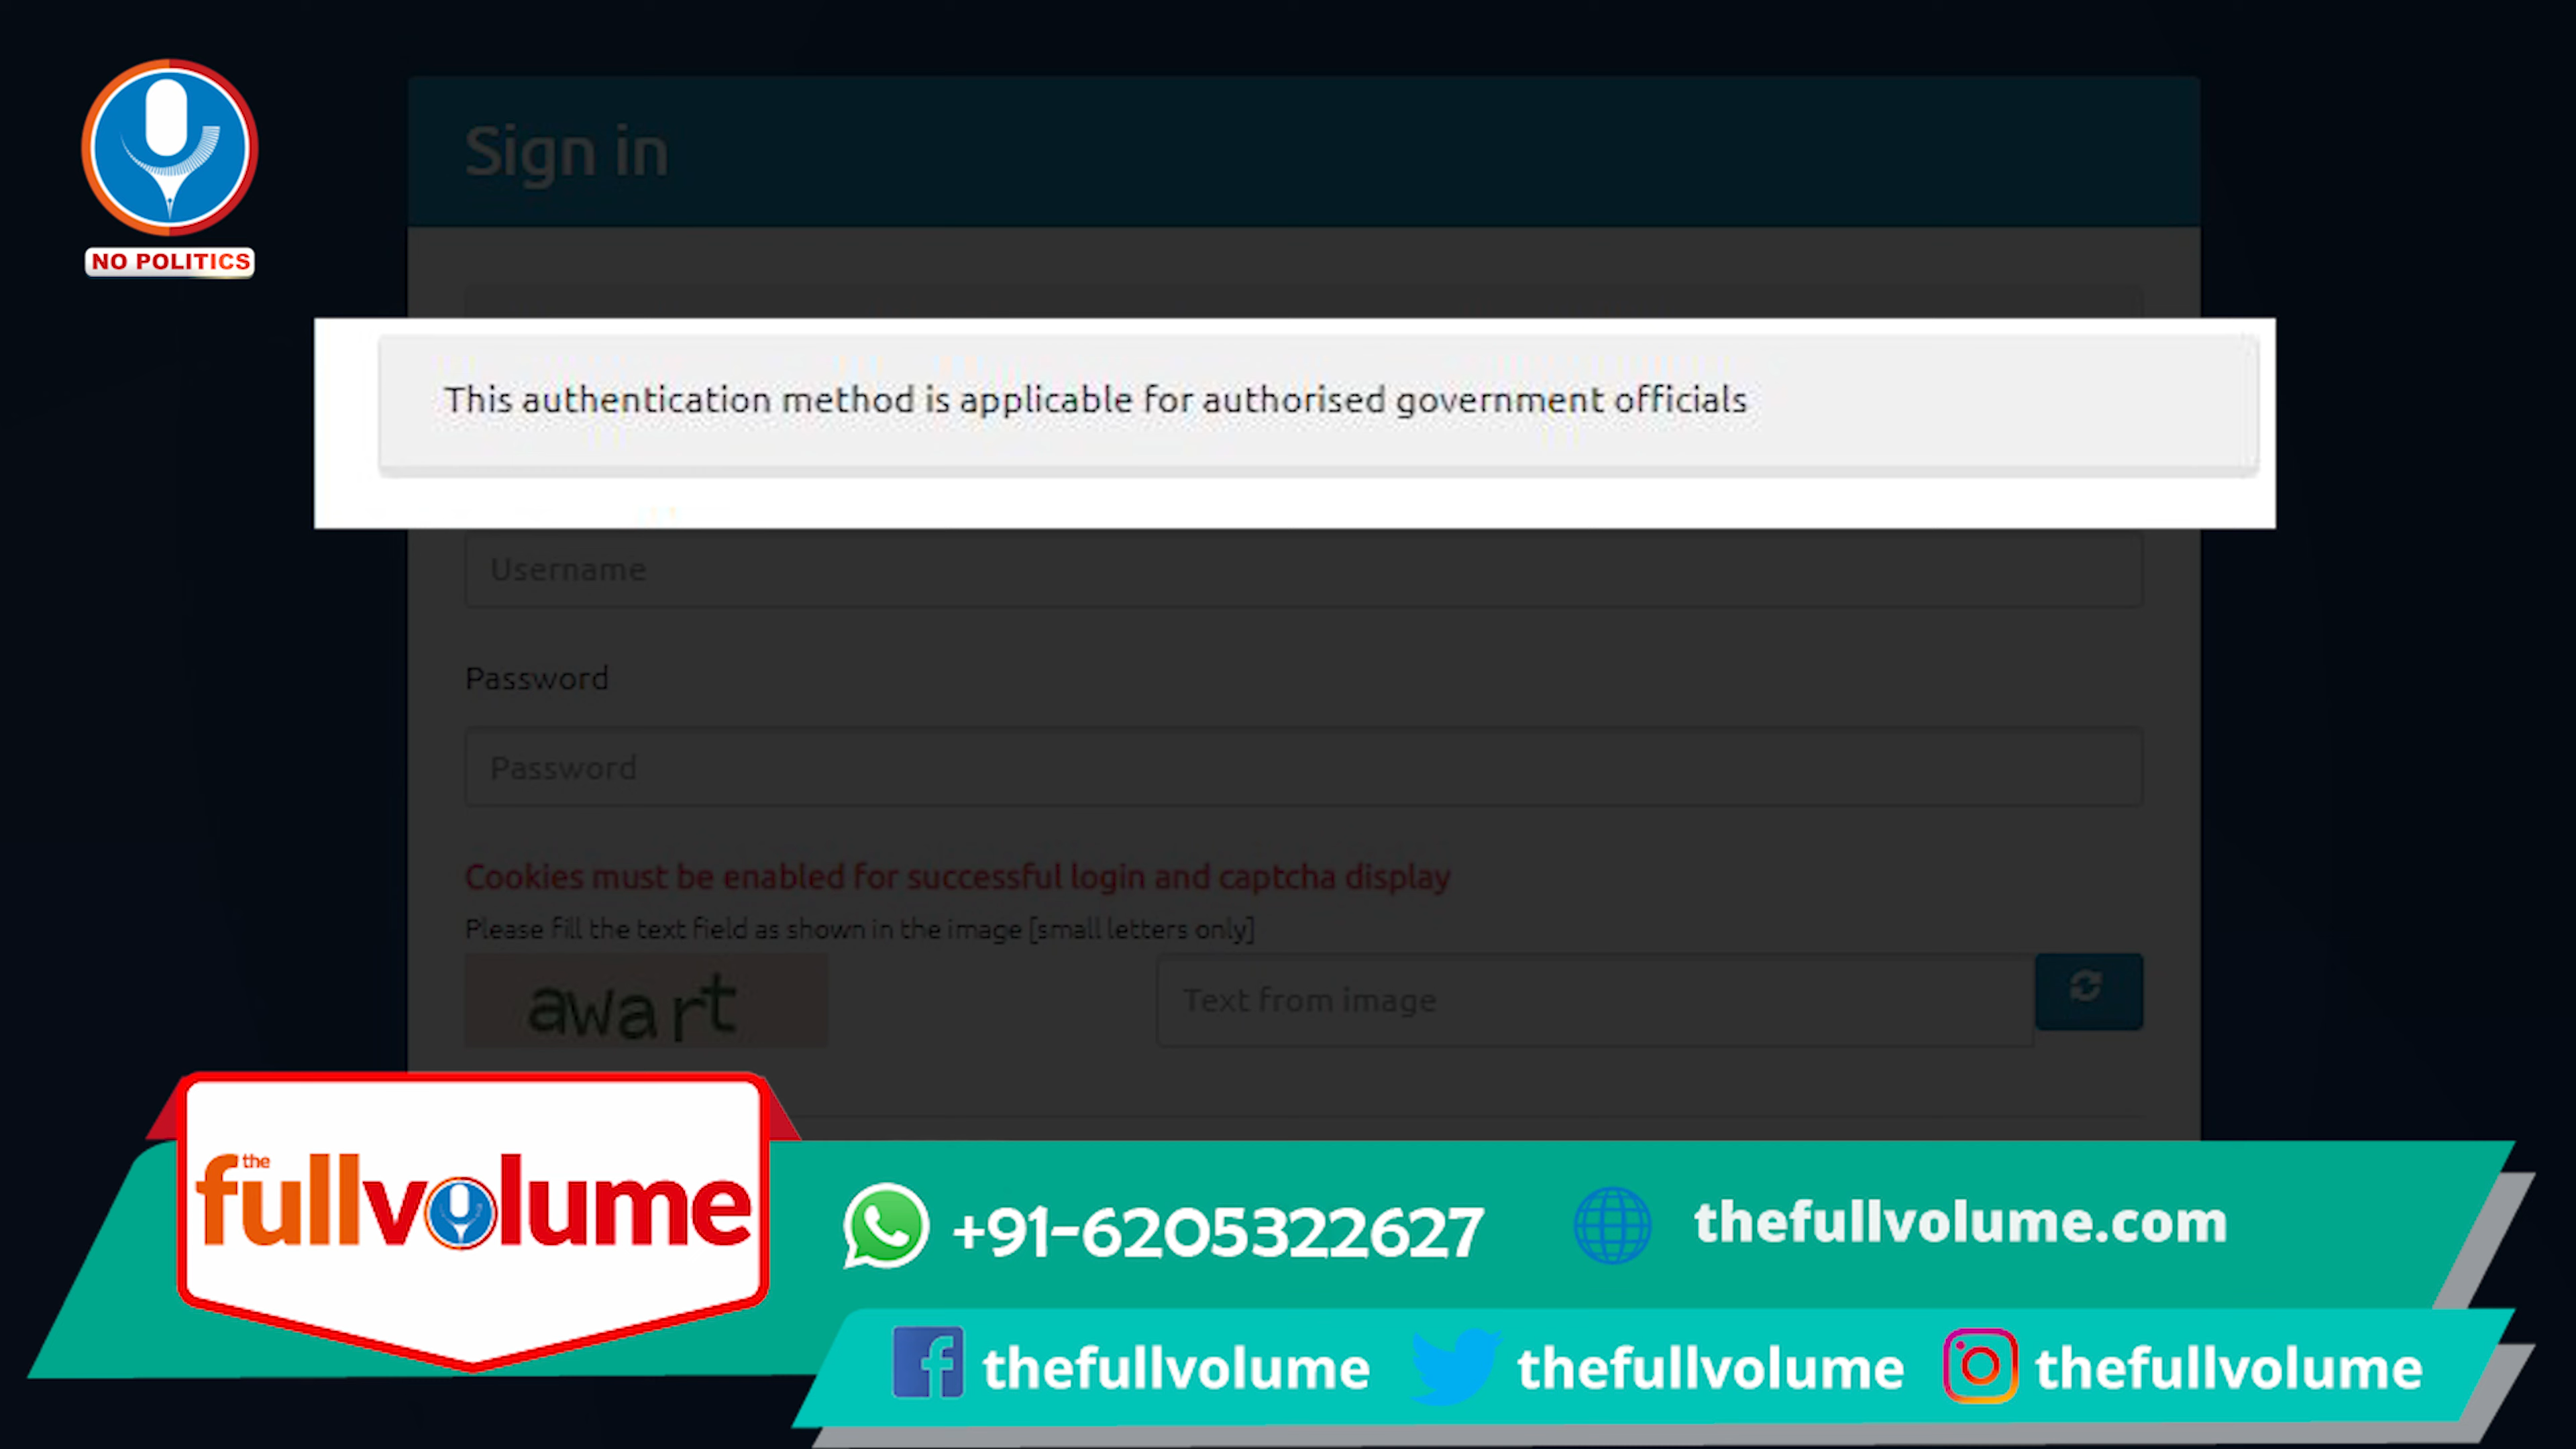 NO POLITICS
Sign in
This authentication method is applicable for authorised government officials
Username
Password
Password
Cookies must be enabled for successful login and captcha display
Please fill the text field as shown in the image [small letters only]
awart
Text from image
the
fullvolume
+91-6205322627
thefullvolume.com
thefullvolume
thefullvolume
thefullvolume